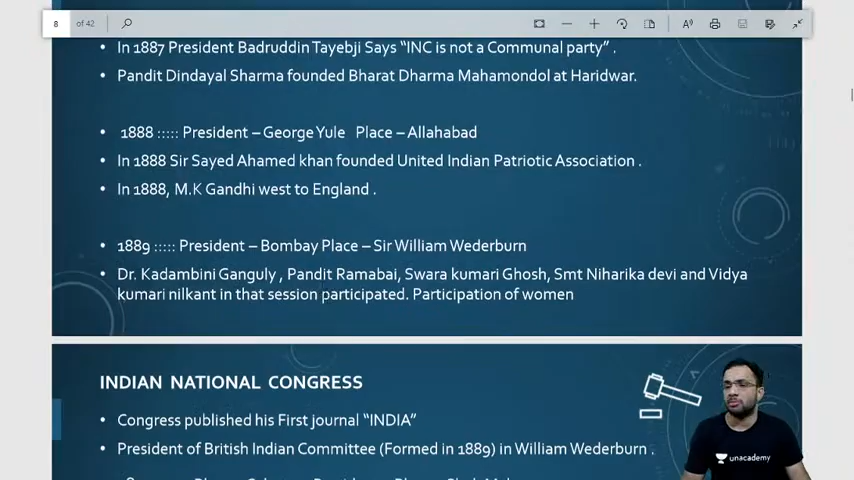 8 of 42
• In 1887 President Badruddin Tayebji Says “INC is not a Communal party” .
• Pandit Dindayal Sharma founded Bharat Dharma Mahamondol at Haridwar.
• 1888 ::::: President – George Yule Place – Allahabad
• In 1888 Sir Sayed Ahamed khan founded United Indian Patriotic Association .
• In 1888, M.K Gandhi west to England .
• 1889 ::::: President – Bombay Place – Sir William Wederburn
• Dr. Kadambini Ganguly , Pandit Ramabai, Swara kumari Ghosh, Smt Niharika devi and Vidya
kumari nilkant in that session participated. Participation of women
INDIAN NATIONAL CONGRESS
• Congress published his First journal “INDIA”
• President of British Indian Committee (Formed in 1889) in William Wederburn .
unacademy